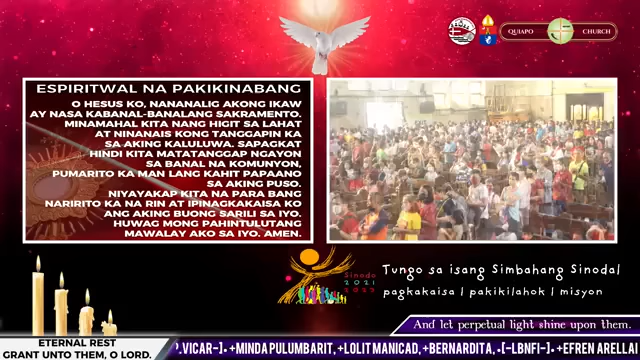 QUIAPO CHURCH
ESPIRITWAL NA PAKIKINABANG
O HESUS KO, NANANALIG AKONG IKAW
AY NASA KABANAL-BANALANG SAKRAMENTO.
MINAMAHAL KITA NANG HIGIT SA LAHAT
AT NINANAIS KONG TANGGAPIN KA
SA AKING KALULUWA. SAPAGKAT
HINDI KITA MATATANGGAP NGAYON
SA BANAL NA KOMUNYON,
PUMARITO KA MAN LANG KAHIT PAPAANO
SA AKING PUSO.
NIYAYAKAP KITA NA PARA BANG
NARIRITO KA NA RIN AT IPINAGKAKAISA KO
ANG AKING BUONG SARILI SA IYO.
HUWAG MONG PAHINTULUTANG
MAWALAY AKO SA IYO. AMEN.
Sinodo
2021
2023
Tungo sa isang Simbahang Sinodal
pagkakaisa | pakikilahok | misyon
And let perpetual light shine upon them.
ETERNAL REST
GRANT UNTO THEM, O LORD.
P.VICAR-]• +MINDA PULUMBARIT, +LOLIT MANICAD, +BERNARDITA, •[-LBNFI-]• +EFREN ARELLA